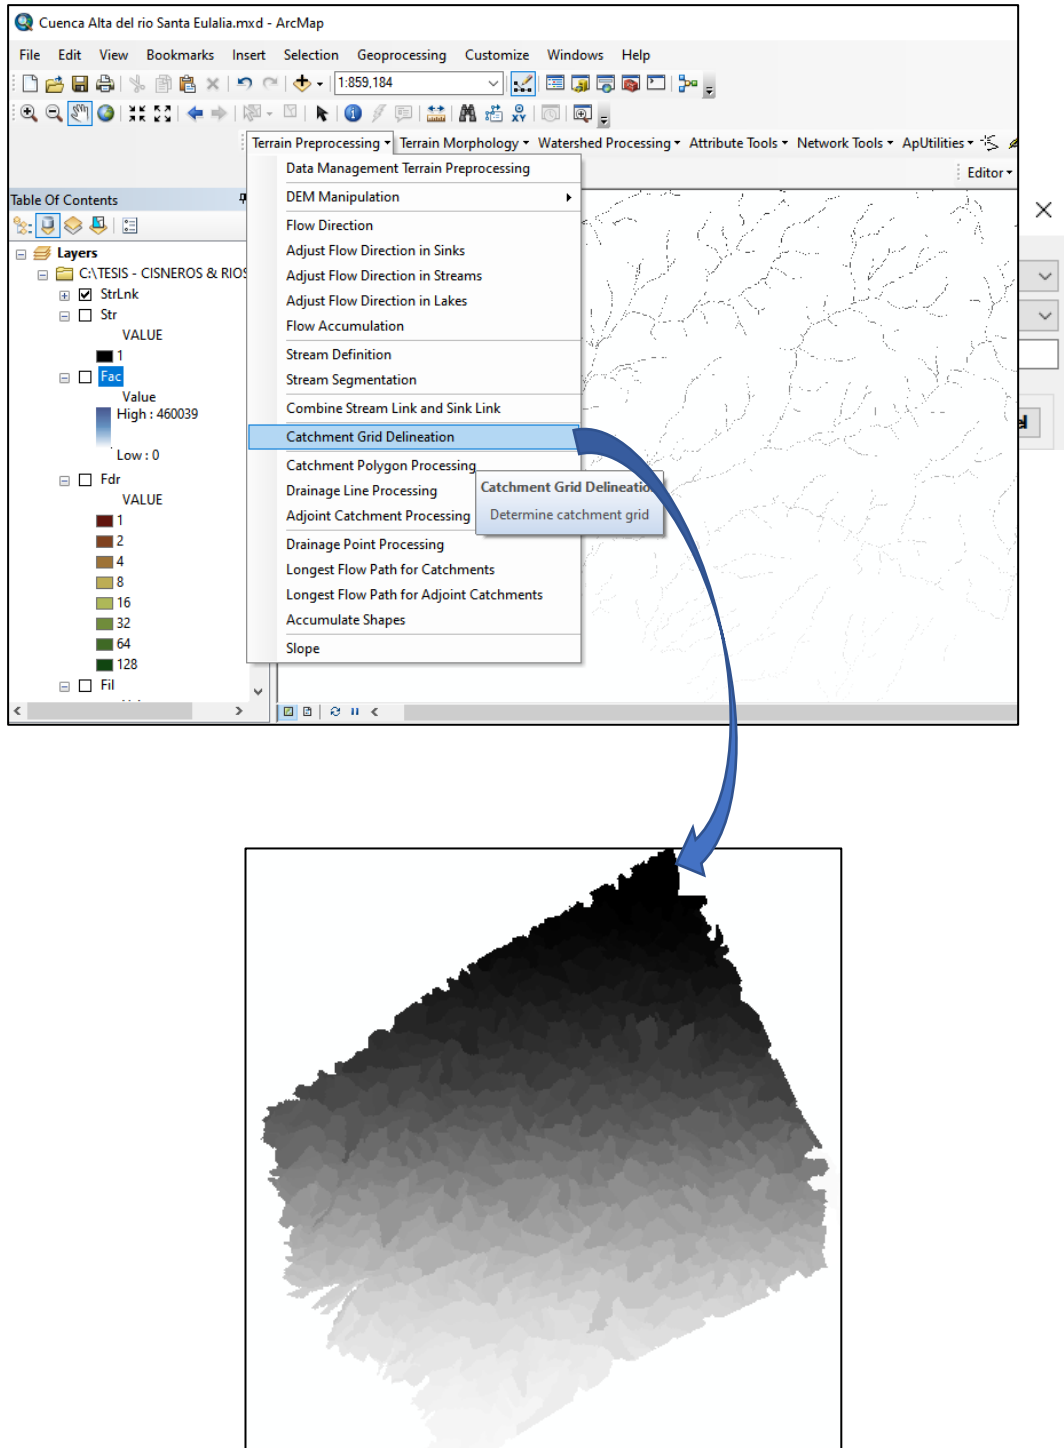 Cuenca Alta del rio Santa Eulalia.mxd - ArcMap
File Edit View Bookmarks Insert Selection Geoprocessing Customize Windows Help
1:859,184
Terrain Preprocessing Terrain Morphology Watershed Processing Attribute Tools Network Tools ApUtilities
Editor
Table Of Contents
Layers
C:\TESIS - CISNEROS & RIOS
StrLnk
Str
VALUE
1
Fac
Value
High : 460039
Low : 0
Fdr
VALUE
1
2
4
8
16
32
64
128
Fil
Data Management Terrain Preprocessing
DEM Manipulation
Flow Direction
Adjust Flow Direction in Sinks
Adjust Flow Direction in Streams
Adjust Flow Direction in Lakes
Flow Accumulation
Stream Definition
Stream Segmentation
Combine Stream Link and Sink Link
Catchment Grid Delineation
Catchment Polygon Processing
Drainage Line Processing
Adjoint Catchment Processing
Drainage Point Processing
Longest Flow Path for Catchments
Longest Flow Path for Adjoint Catchments
Accumulate Shapes
Slope
Catchment Grid Delineation
Determine catchment grid